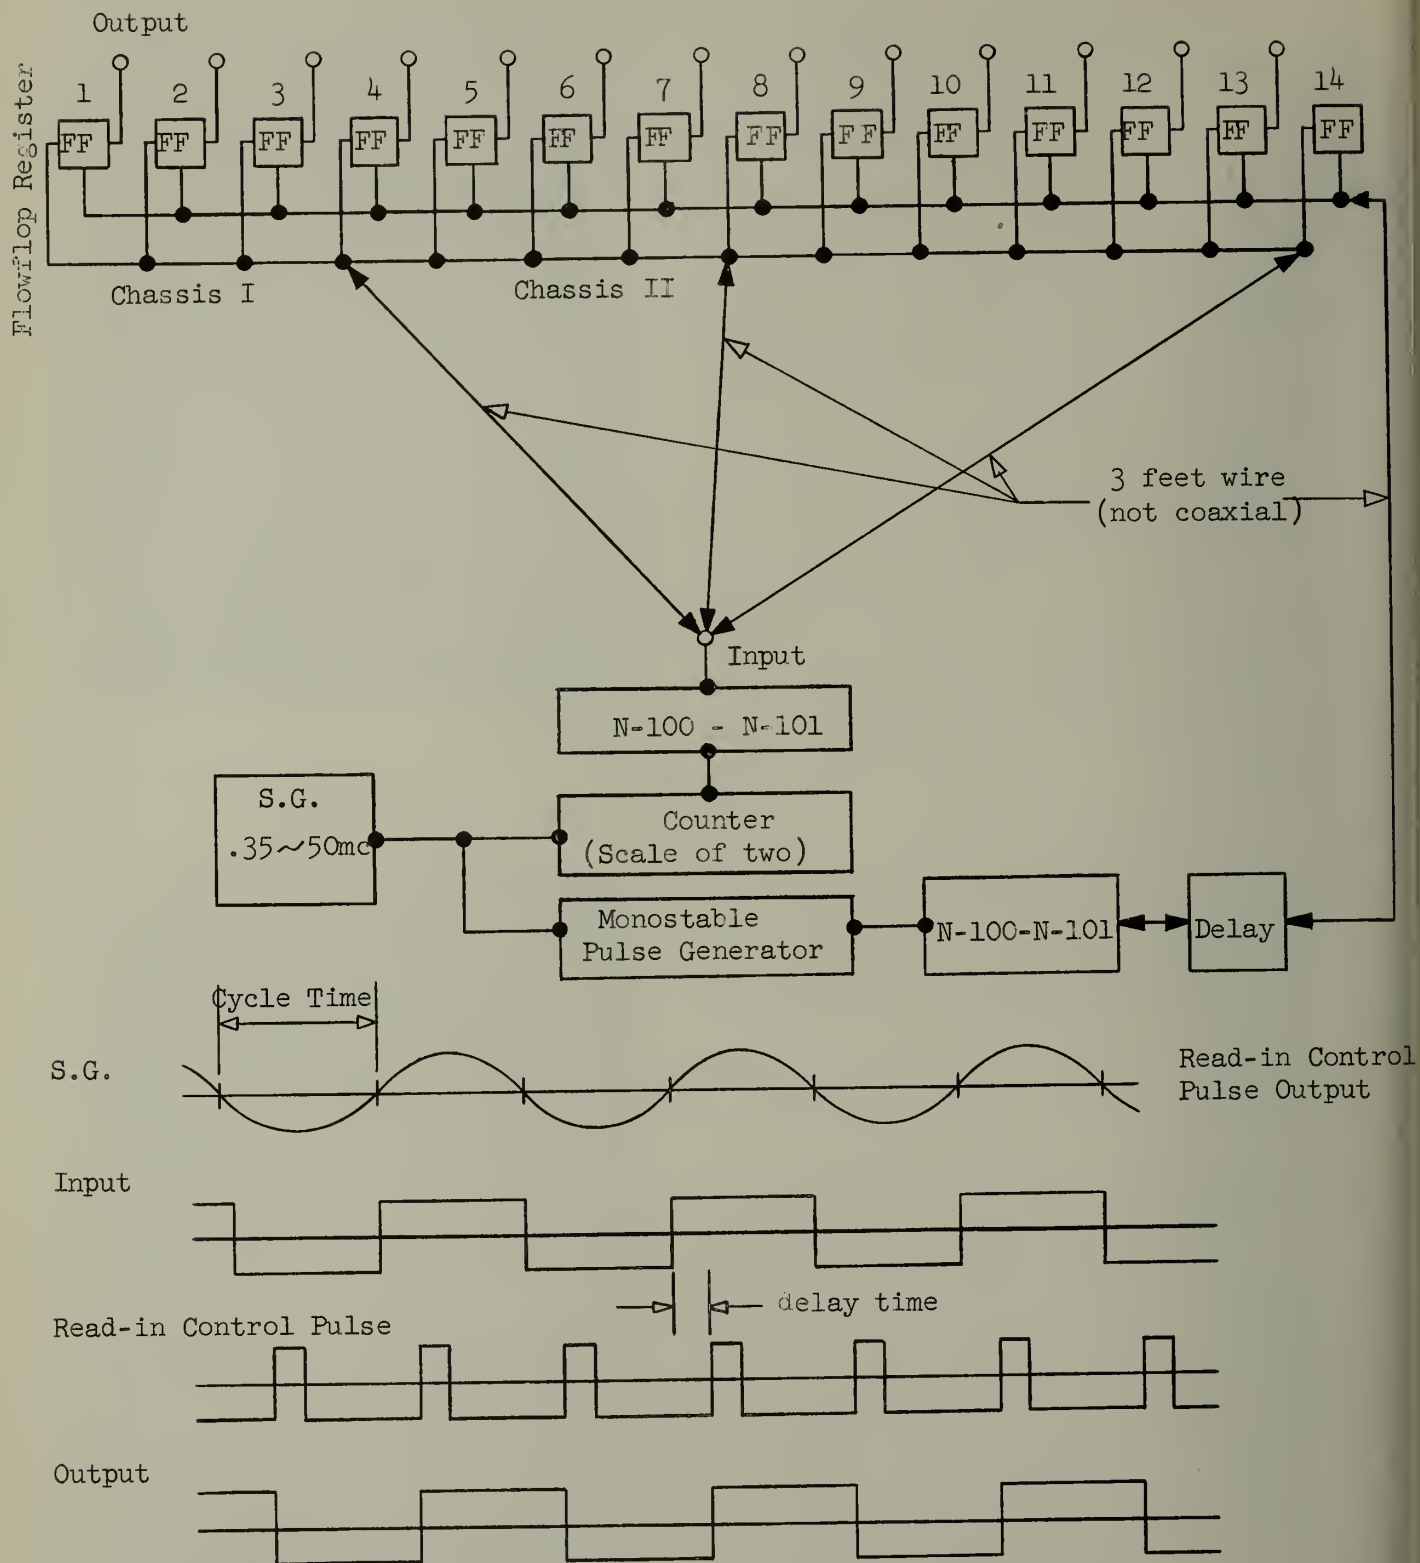 Output
Flowflop Register
1 2 3 4 5 6 7 8 9 10 11 12 13 14
FF FF FF FF FF FF FF FF FF FF FF FF FF FF
Chassis I
Chassis II
3 feet wire
(not coaxial)
Input
N-100 - N-101
S.G.
.35~50mc
Counter
(Scale of two)
Monostable
Pulse Generator
N-100-N-101
Delay
Cycle Time
S.G.
Read-in Control
Pulse Output
Input
delay time
Read-in Control Pulse
Output